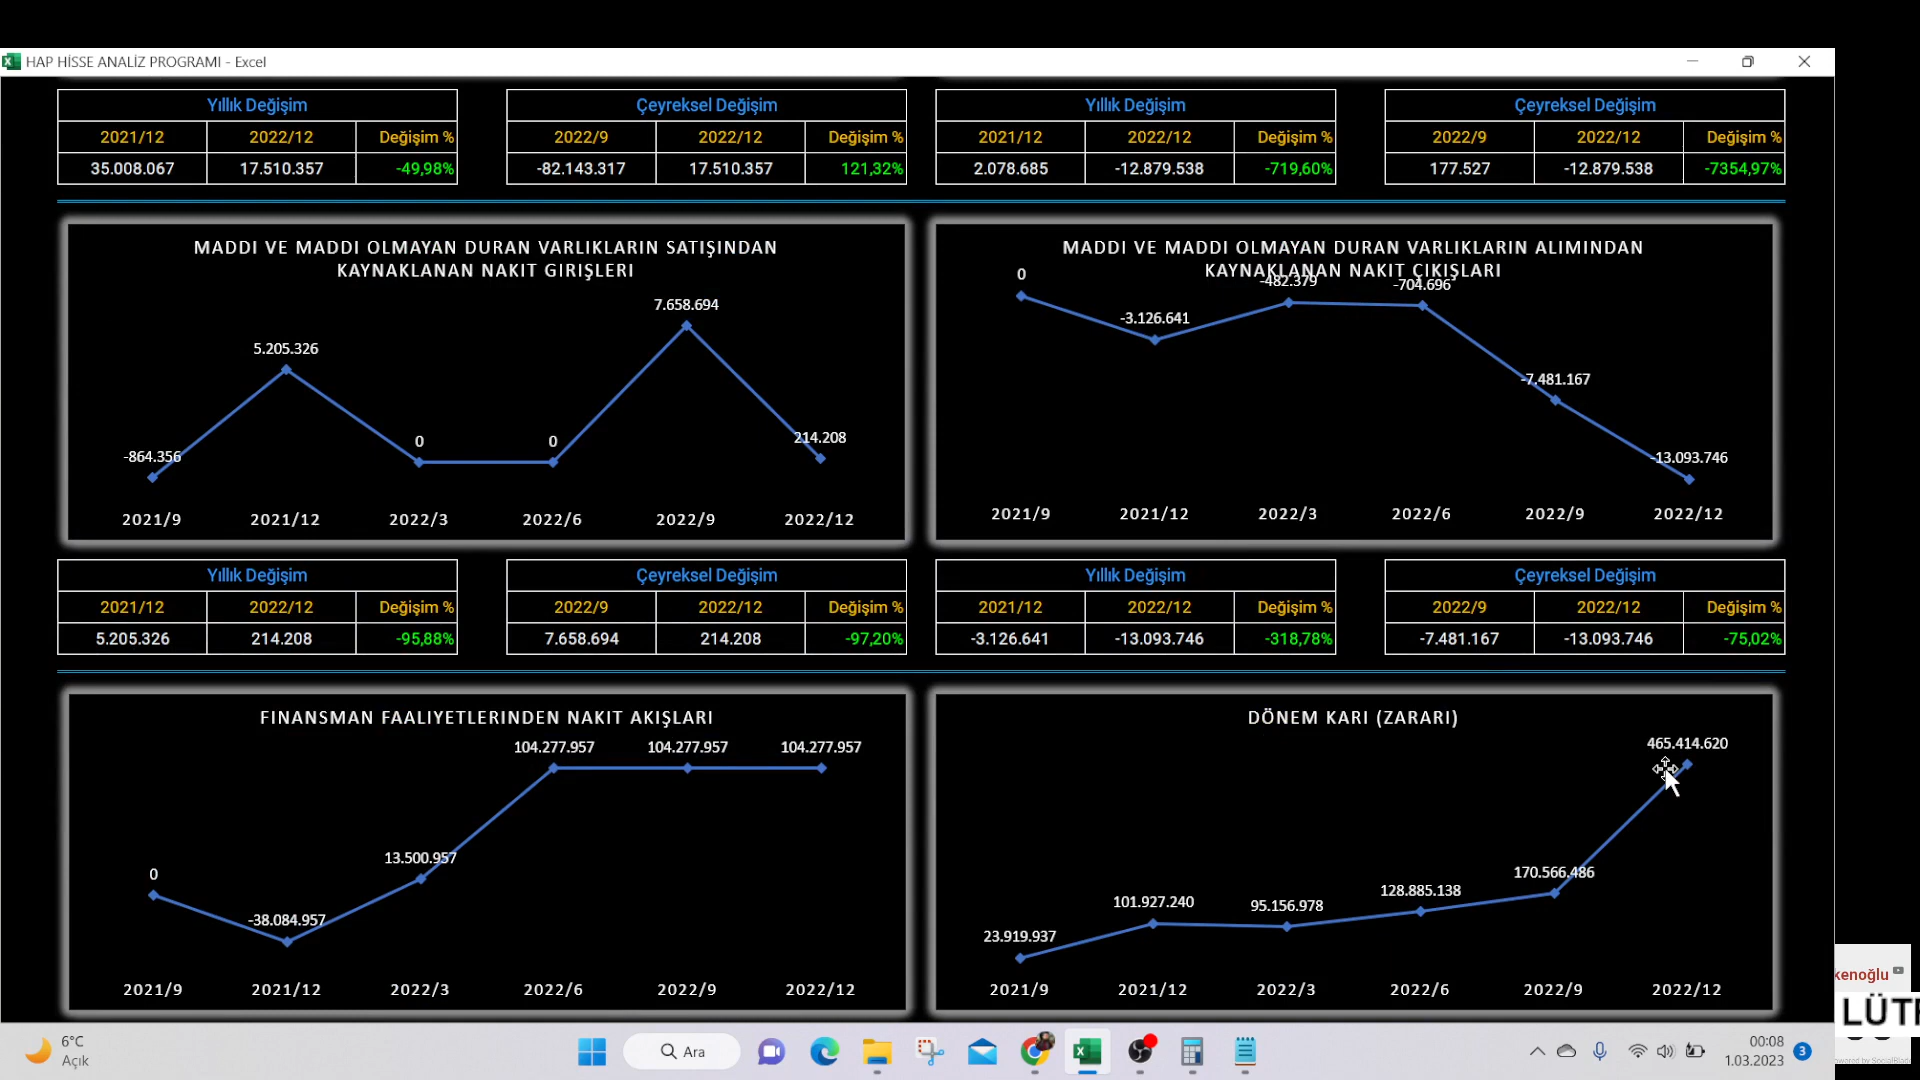 HAP HİSSE ANALİZ PROGRAMI - Excel
Yıllık Değişim
2021/12 2022/12 Değişim %
35.008.067 17.510.357 -49,98%
Çeyreksel Değişim
2022/9 2022/12 Değişim %
-82.143.317 17.510.357 121,32%
Yıllık Değişim
2021/12 2022/12 Değişim %
2.078.685 -12.879.538 -719,60%
Çeyreksel Değişim
2022/9 2022/12 Değişim %
177.527 -12.879.538 -7354,97%
MADDI VE MADDI OLMAYAN DURAN VARLIKLARIN SATIŞINDAN
KAYNAKLANAN NAKIT GIRIŞLERI
7.658.694
5.205.326
0 0
214.208
-864.356
2021/9 2021/12 2022/3 2022/6 2022/9 2022/12
MADDI VE MADDI OLMAYAN DURAN VARLIKLARIN ALIMINDAN
KAYNAKLANAN NAKIT ÇIKIŞLARI
0
-482.379
-704.696
-3.126.641
-7.481.167
-13.093.746
2021/9 2021/12 2022/3 2022/6 2022/9 2022/12
Yıllık Değişim
2021/12 2022/12 Değişim %
5.205.326 214.208 -95,88%
Çeyreksel Değişim
2022/9 2022/12 Değişim %
7.658.694 214.208 -97,20%
Yıllık Değişim
2021/12 2022/12 Değişim %
-3.126.641 -13.093.746 -318,78%
Çeyreksel Değişim
2022/9 2022/12 Değişim %
-7.481.167 -13.093.746 -75,02%
FINANSMAN FAALIYETLERINDEN NAKIT AKIŞLARI
104.277.957 104.277.957 104.277.957
13.500.957
0
-38.084.957
2021/9 2021/12 2022/3 2022/6 2022/9 2022/12
DÖNEM KARI (ZARARI)
465.414.620
170.566.486
128.885.138
101.927.240
95.156.978
23.919.937
2021/9 2021/12 2022/3 2022/6 2022/9 2022/12
kenoğlu
LÜTF
6°C
Açık
Ara
00:08
1.03.2023
3